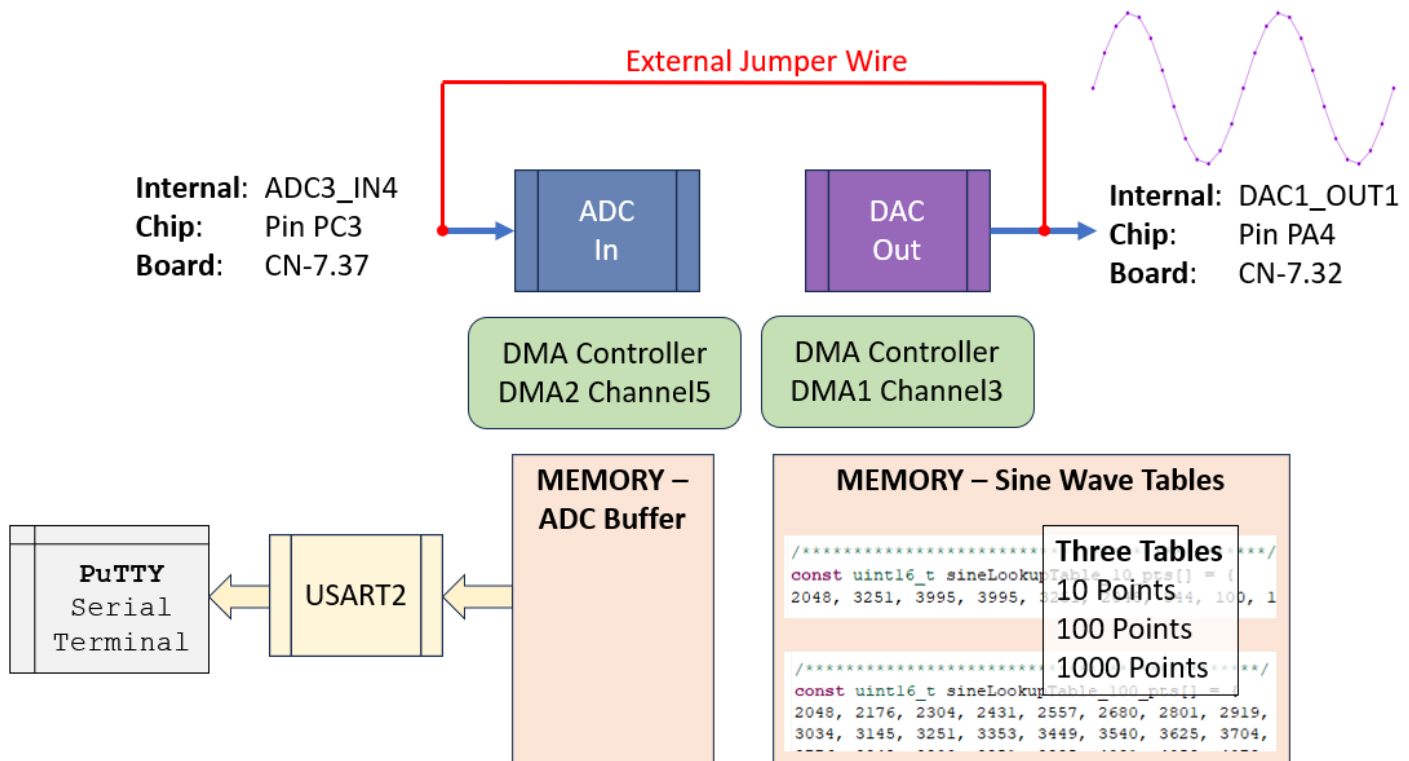 External Jumper Wire
Internal: ADC3_IN4
Chip: Pin PC3
Board: CN-7.37
ADC
In
DAC
Out
Internal: DAC1_OUT1
Chip: Pin PA4
Board: CN-7.32
DMA Controller
DMA2 Channel5
DMA Controller
DMA1 Channel3
PuTTY
Serial
Terminal
USART2
MEMORY –
ADC Buffer
MEMORY – Sine Wave Tables
const uint16_t sineLookupTable_10_pts[] = {
2048, 3251, 3995, 3995,
Three Tables
10 Points
100 Points
1000 Points
const uint16_t sineLookupTable_100_pts[] = {
2048, 2176, 2304, 2431, 2557, 2680, 2801, 2919,
3034, 3145, 3251, 3353, 3449, 3540, 3625, 3704,